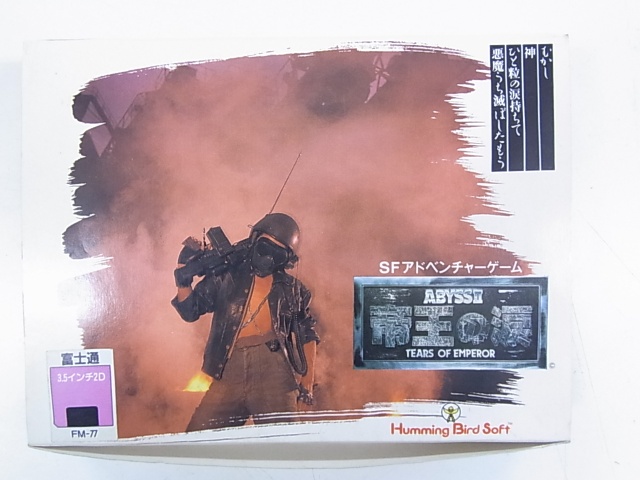 むかし
神
ひと粒の涙持ちて
悪魔うち滅ぼしたもう
SFアドベンチャーゲーム
ABYSS II
帝王の涙
TEARS OF EMPEROR
©
富士通
3.5インチ2D
FM-77
Humming Bird Soft™